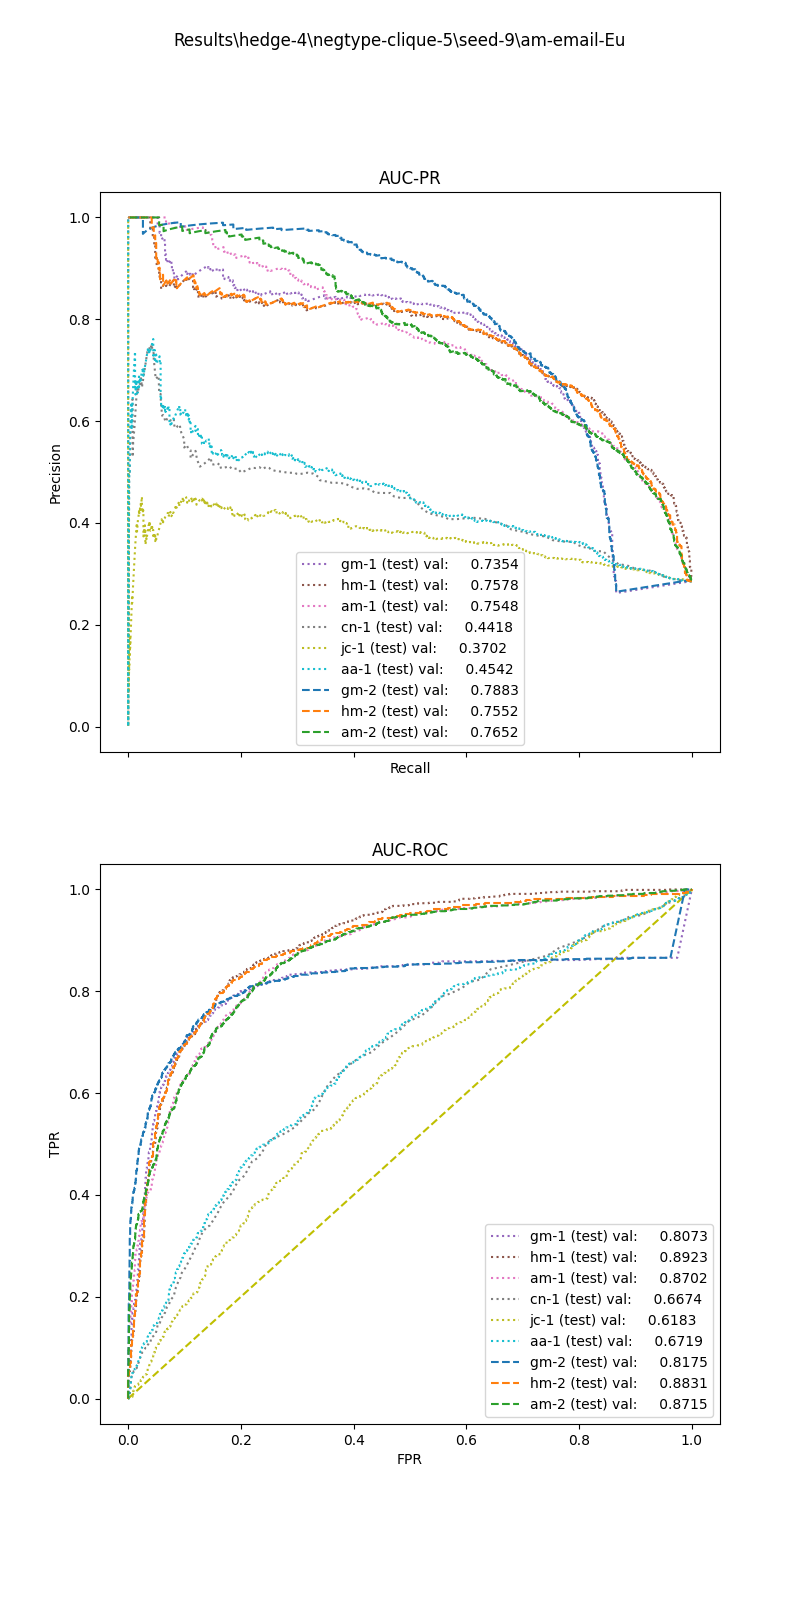 Results\hedge-4\negtype-clique-5\seed-9\am-email-Eu
AUC-PR
1.0
0.8
0.6
0.4
0.2
0.0
Precision
gm-1 (test) val: 0.7354
hm-1 (test) val: 0.7578
am-1 (test) val: 0.7548
cn-1 (test) val: 0.4418
jc-1 (test) val: 0.3702
aa-1 (test) val: 0.4542
gm-2 (test) val: 0.7883
hm-2 (test) val: 0.7552
am-2 (test) val: 0.7652
Recall
AUC-ROC
1.0
0.8
0.6
0.4
0.2
0.0
TPR
gm-1 (test) val: 0.8073
hm-1 (test) val: 0.8923
am-1 (test) val: 0.8702
cn-1 (test) val: 0.6674
jc-1 (test) val: 0.6183
aa-1 (test) val: 0.6719
gm-2 (test) val: 0.8175
hm-2 (test) val: 0.8831
am-2 (test) val: 0.8715
0.0 0.2 0.4 0.6 0.8 1.0
FPR